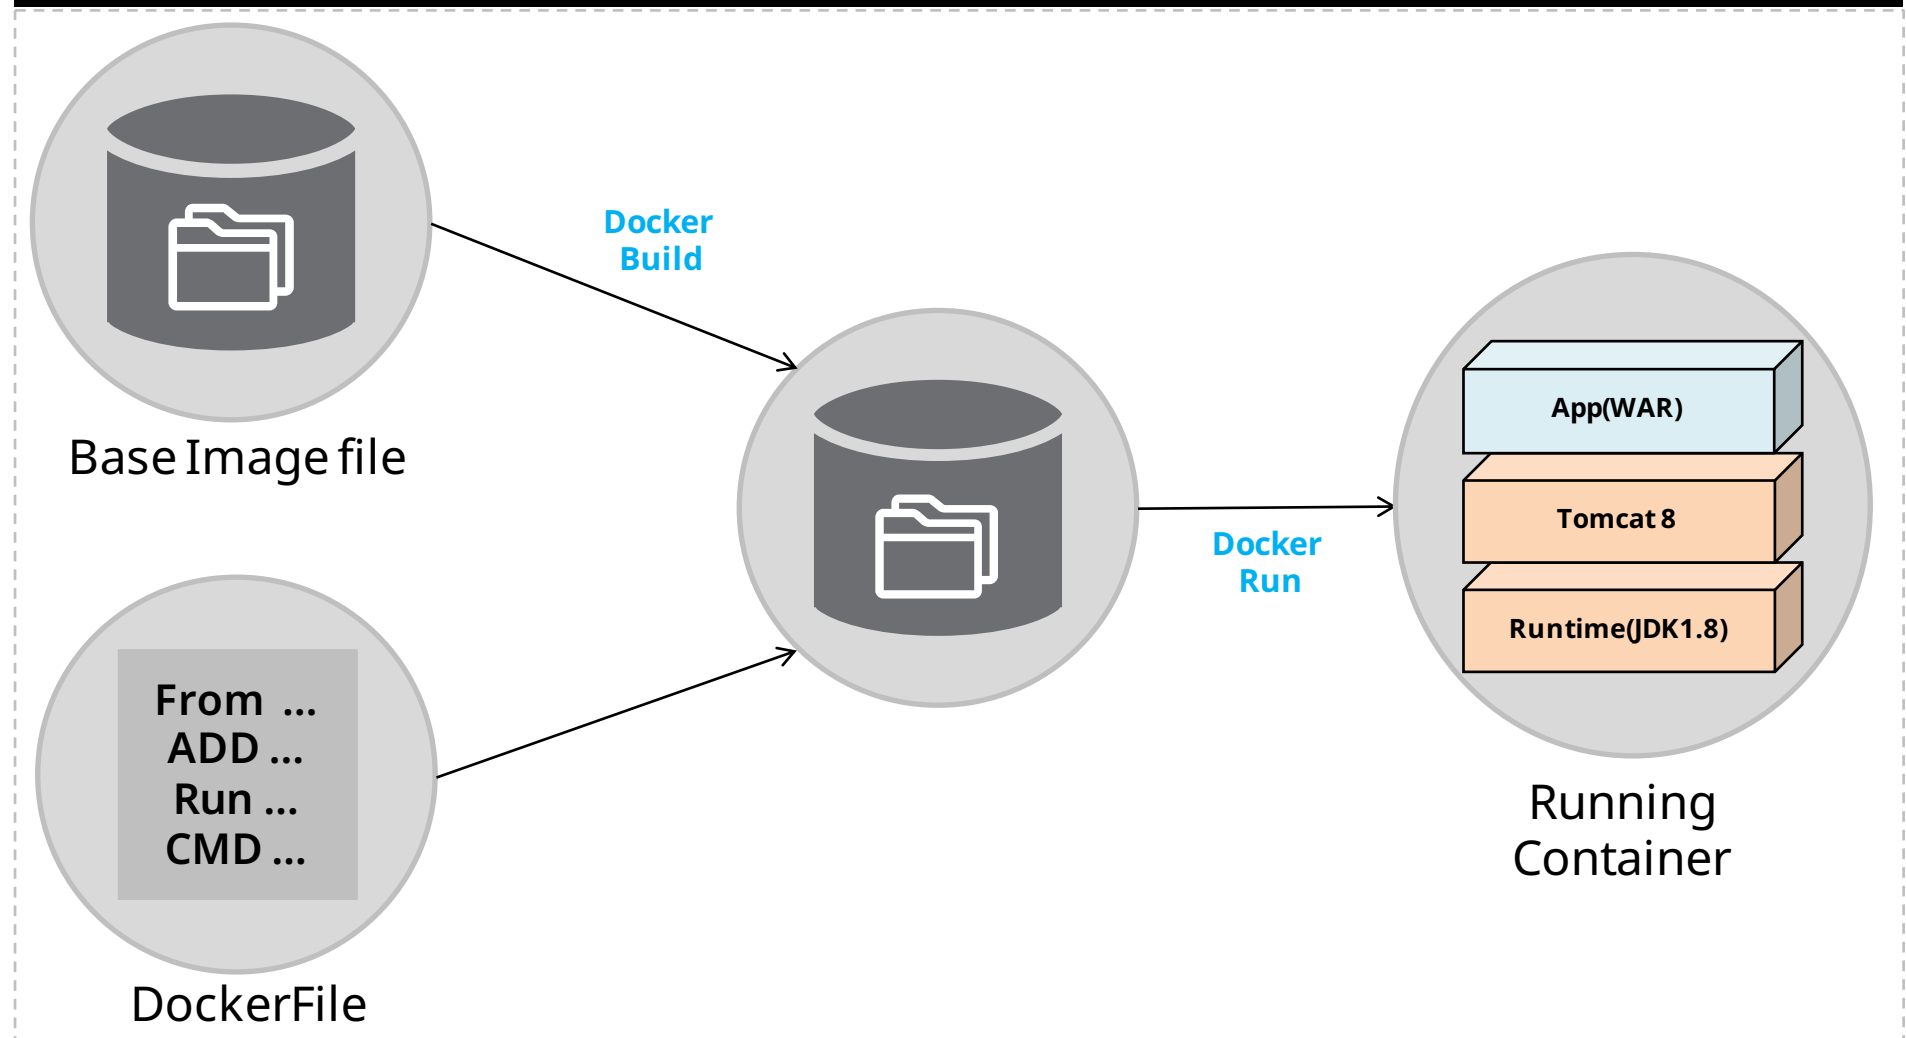 Docker
Build
Base Image file
App(WAR)
Tomcat 8
Runtime(JDK1.8)
Docker
Run
From ...
ADD ...
Run ...
CMD ...
DockerFile
Running
Container